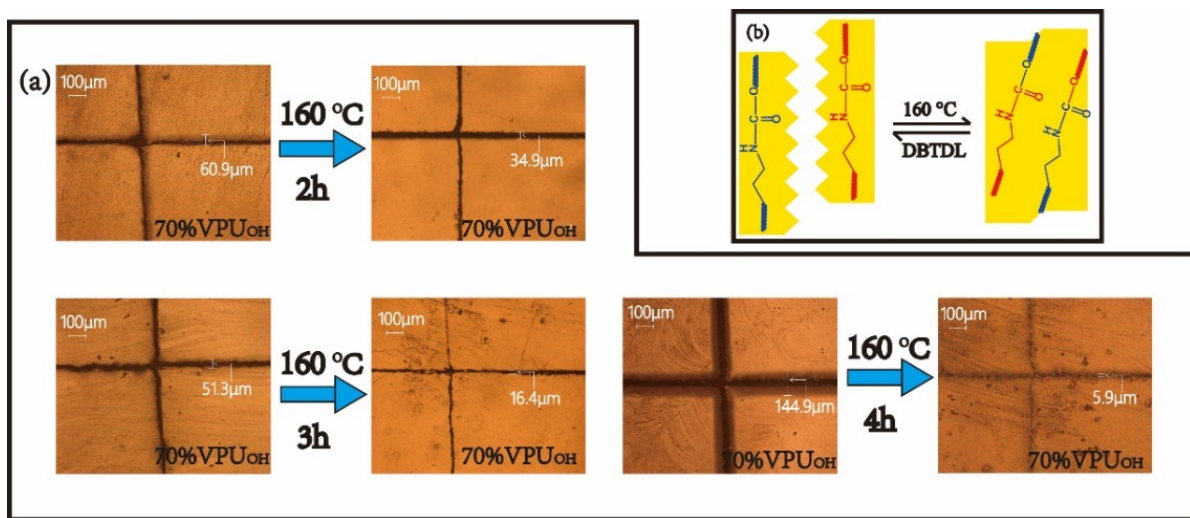 (a)
100μm
60.9μm
70%VPUOH
160 °C
2h
100μm
34.9μm
70%VPUOH
(b)
O
C
O
H
N
O
C
O
H
N
160 °C
DBTDL
O
C
O
H
N
O
C
O
H
N
100μm
51.3μm
70%VPUOH
160 °C
3h
100μm
16.4μm
70%VPUOH
100μm
144.9μm
70%VPUOH
160 °C
4h
100μm
5.9μm
70%VPUOH